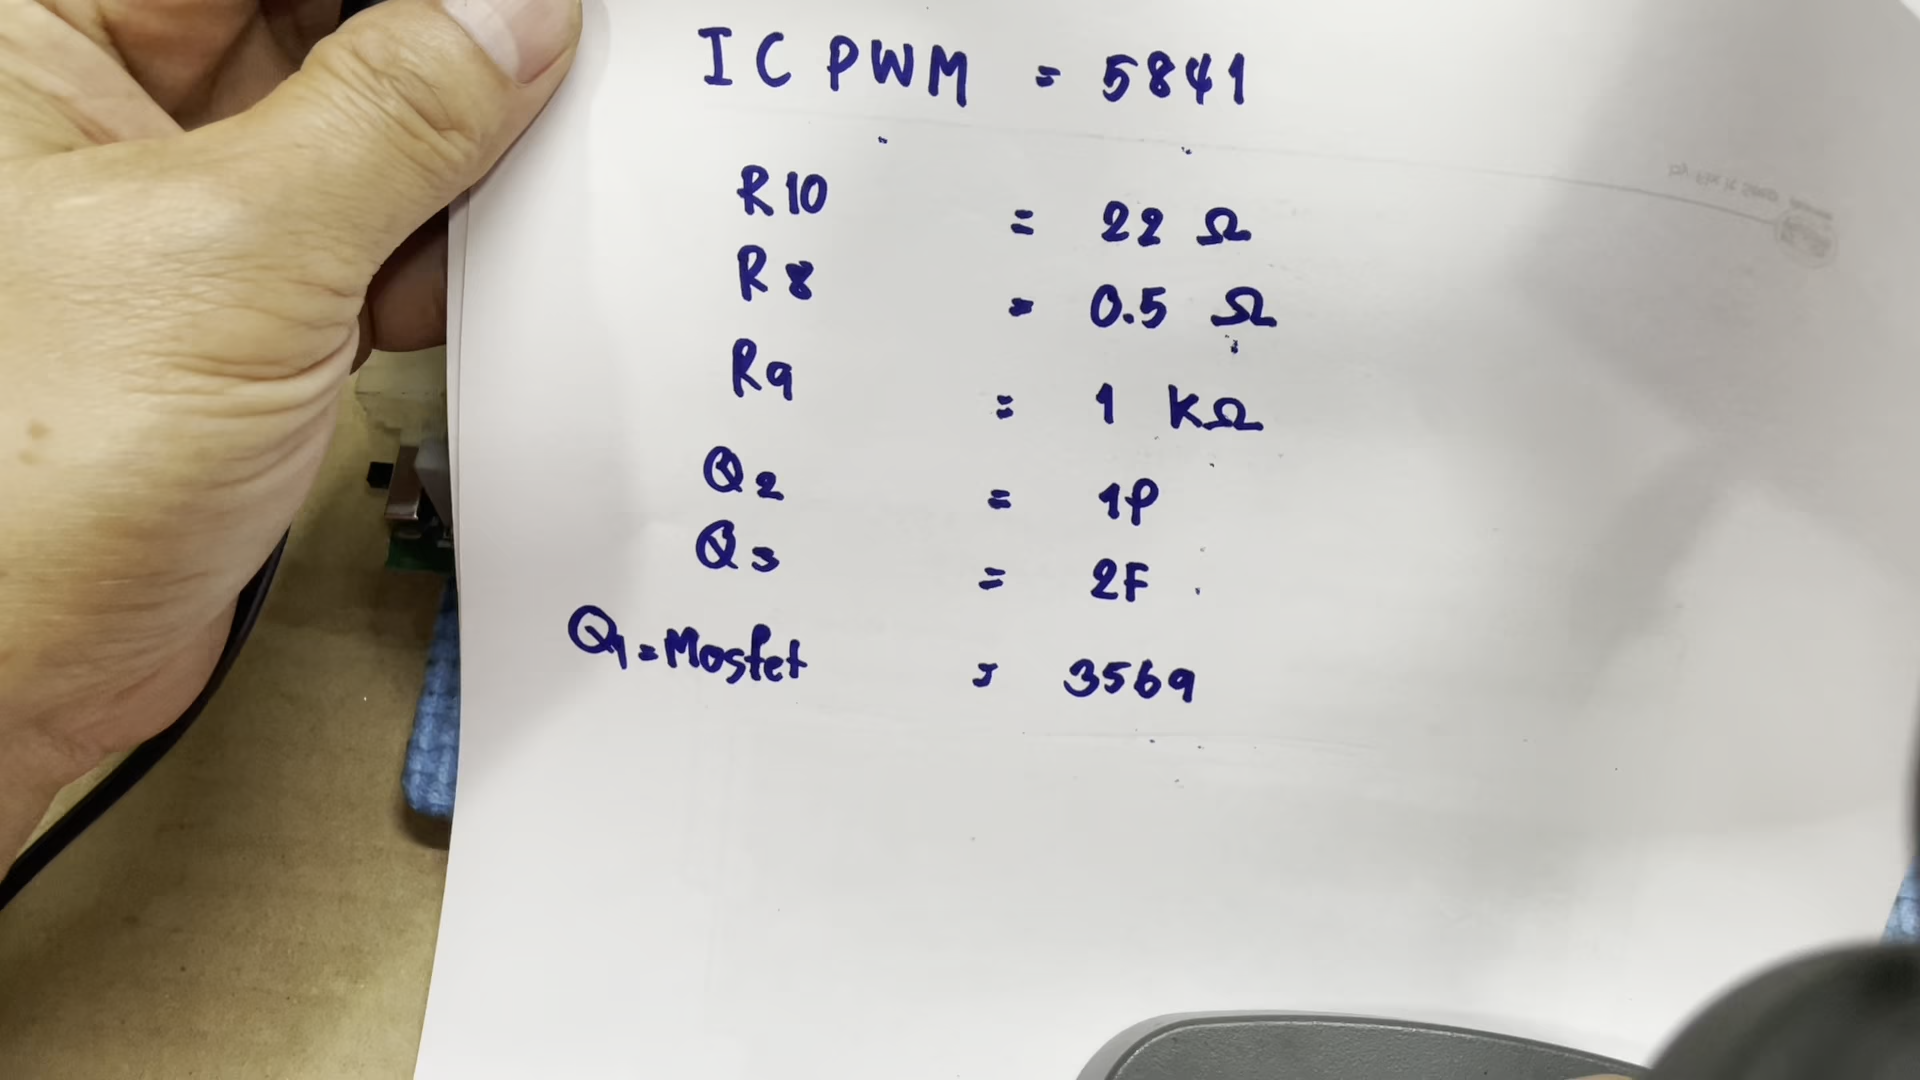 IC PWM = 5841
R10 = 22 Ω
R8 = 0.5 Ω
R9 = 1 KΩ
Q2 = 1P
Q3 = 2F
Q1 = Mosfet = 3569